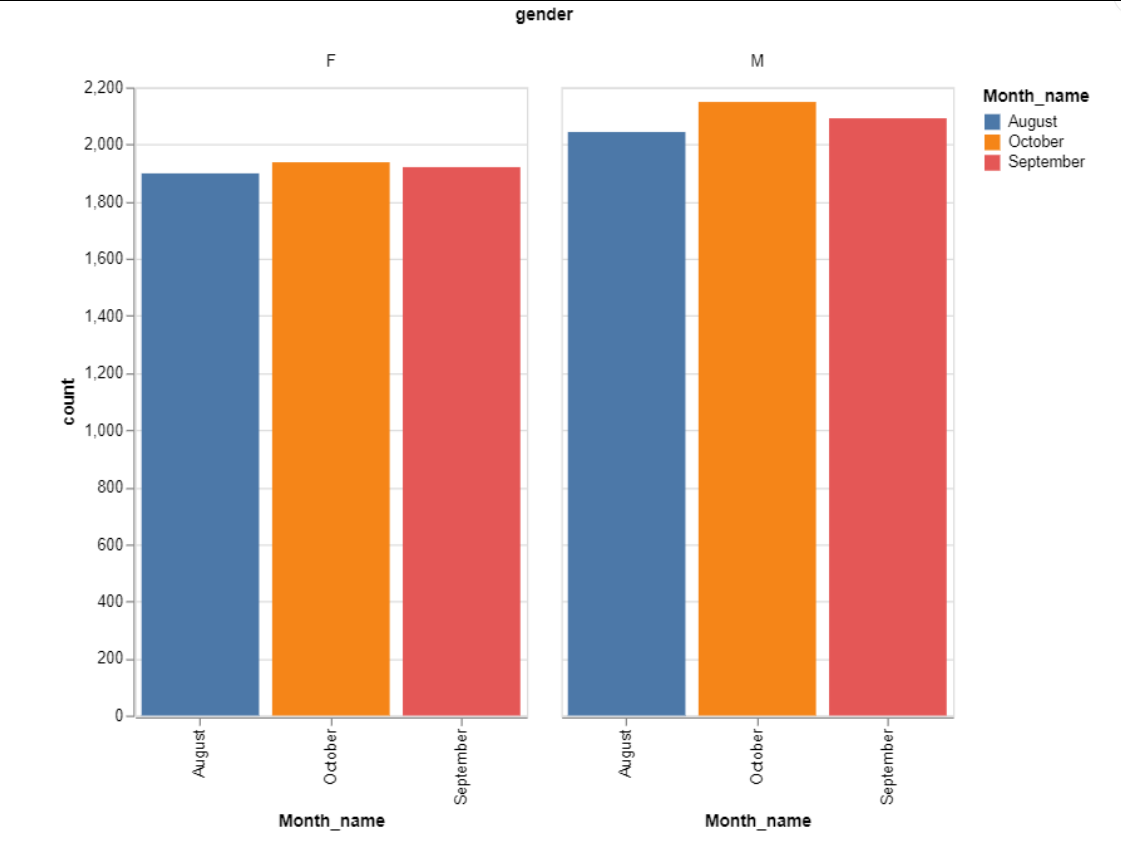 gender
F
M
2,200
2,000
1,800
1,600
1,400
1,200
1,000
800
600
400
200
0
count
August
October
September
August
October
September
Month_name
Month_name
Month_name
August
October
September